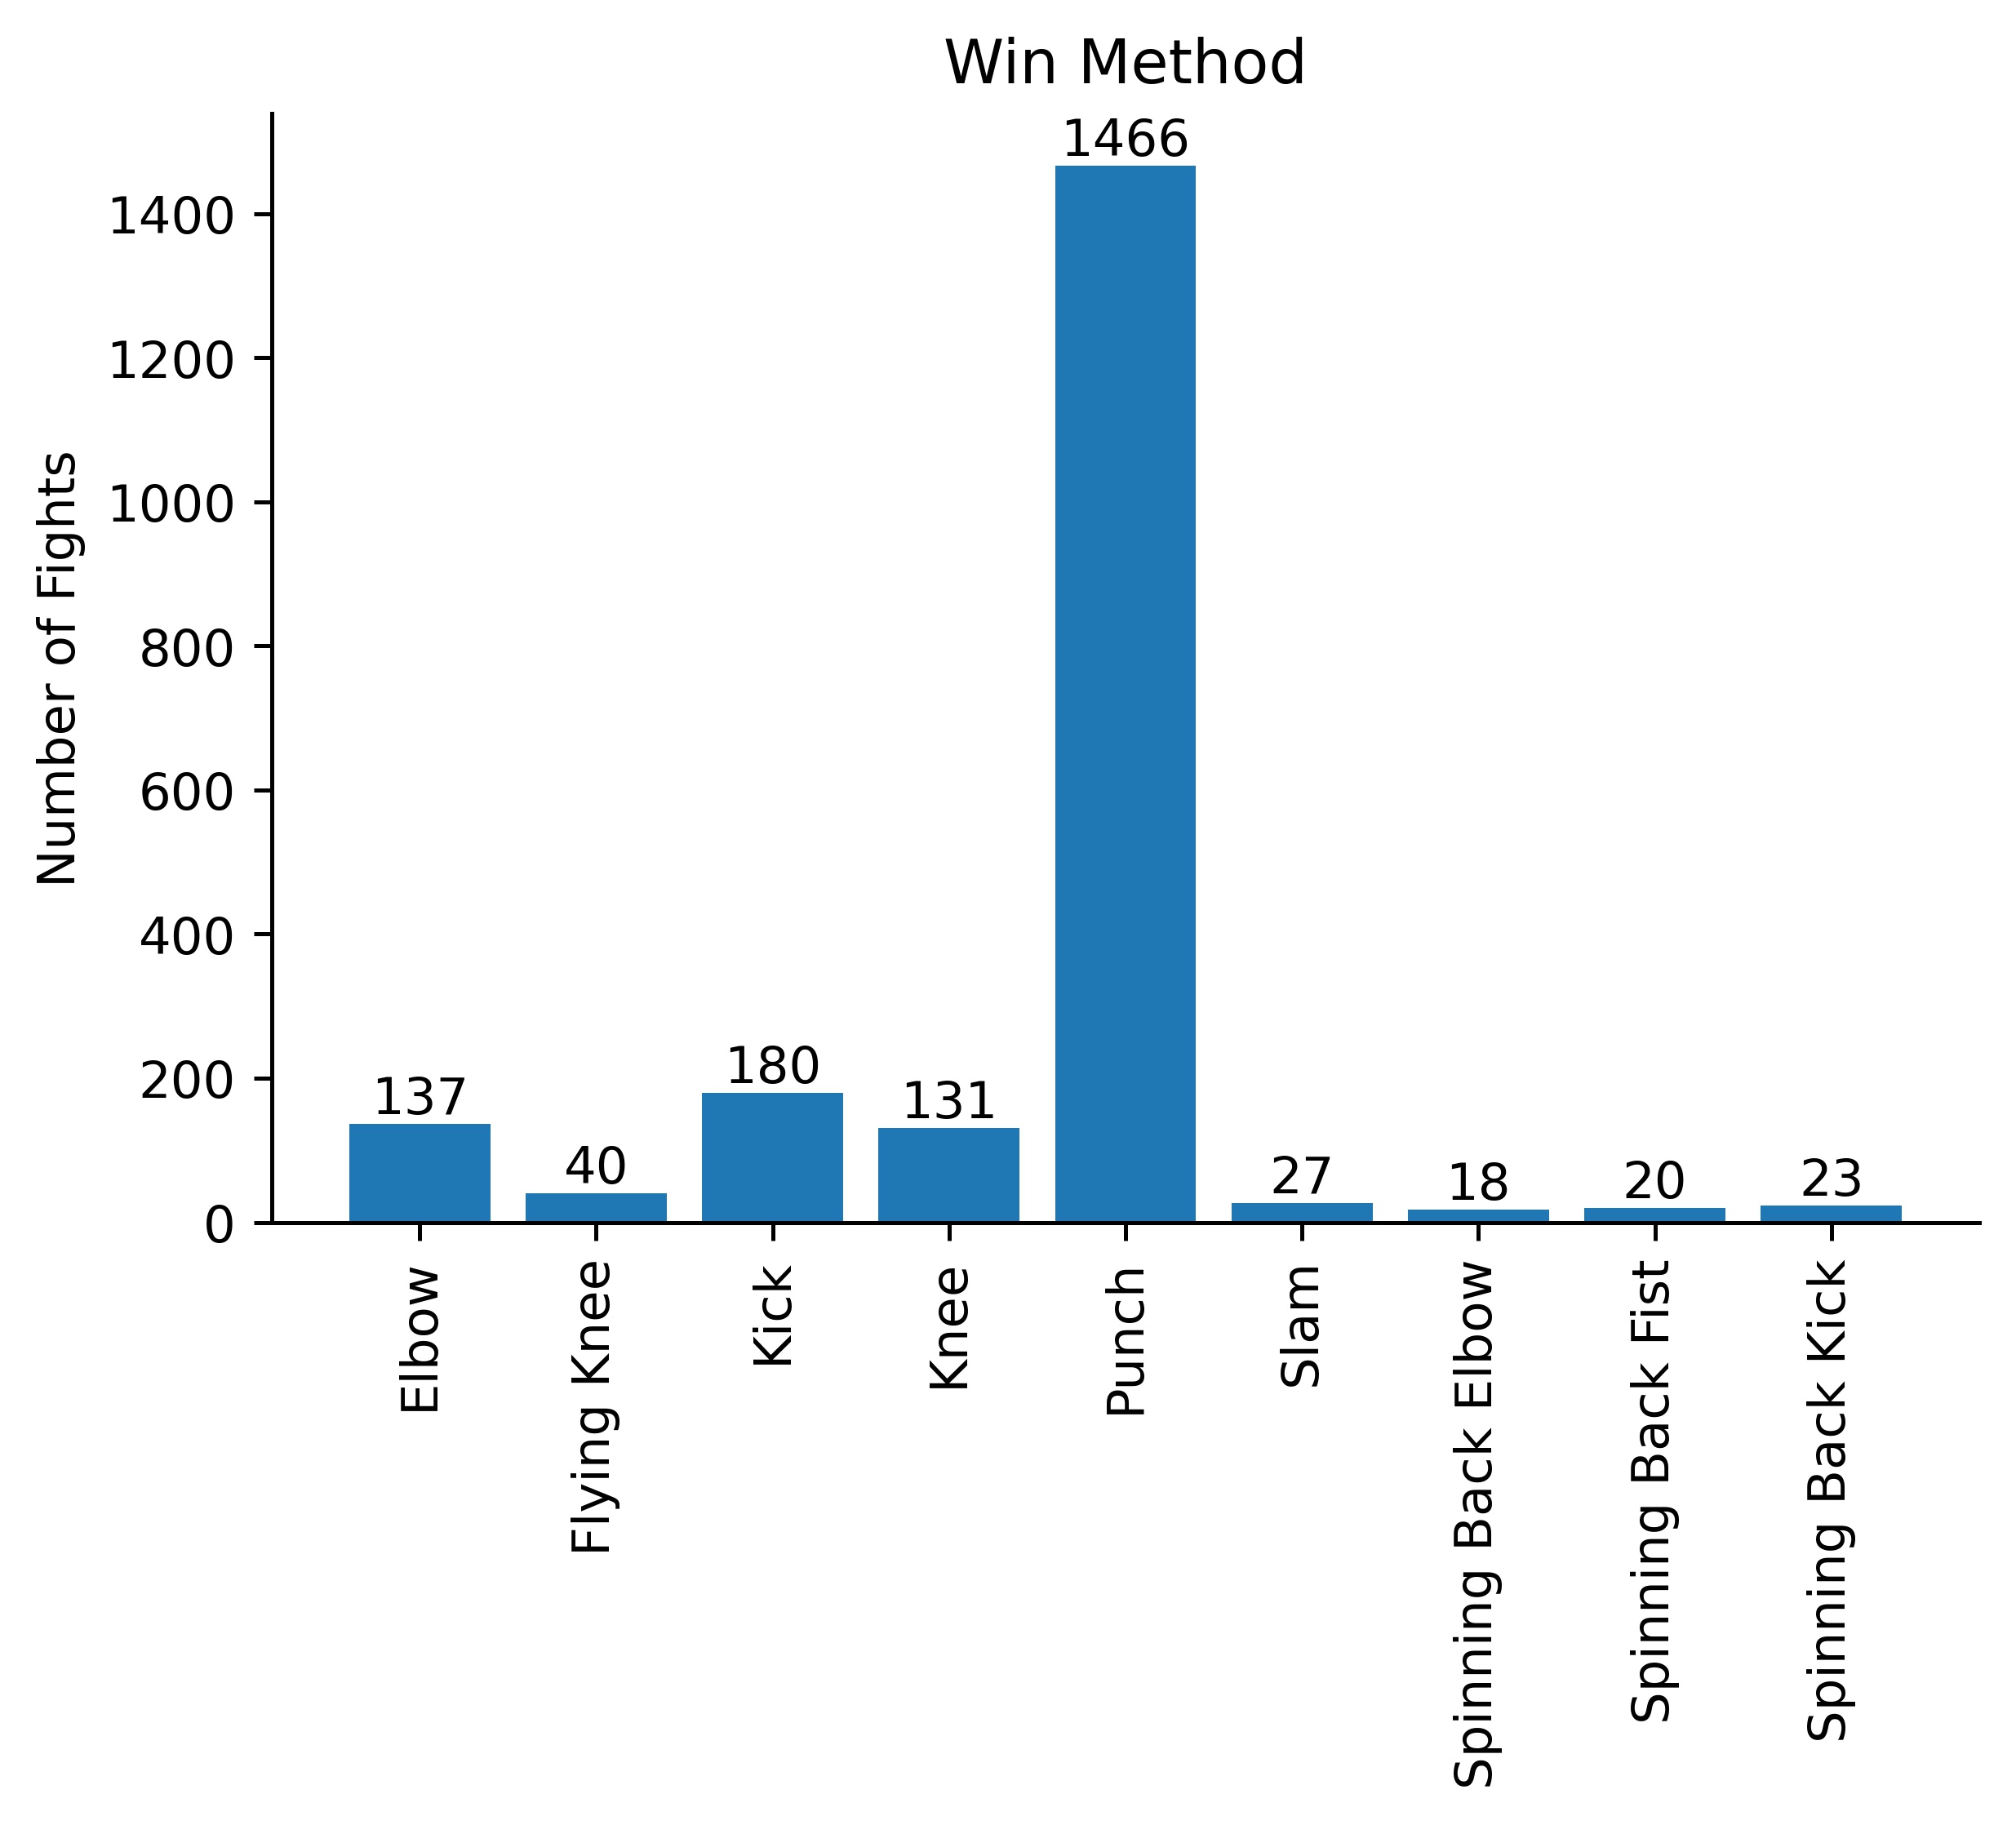 Win Method
Number of Fights
1400
1200
1000
800
600
400
200
0
137
40
180
131
1466
27
18
20
23
Elbow
Flying Knee
Kick
Knee
Punch
Slam
Spinning Back Elbow
Spinning Back Fist
Spinning Back Kick